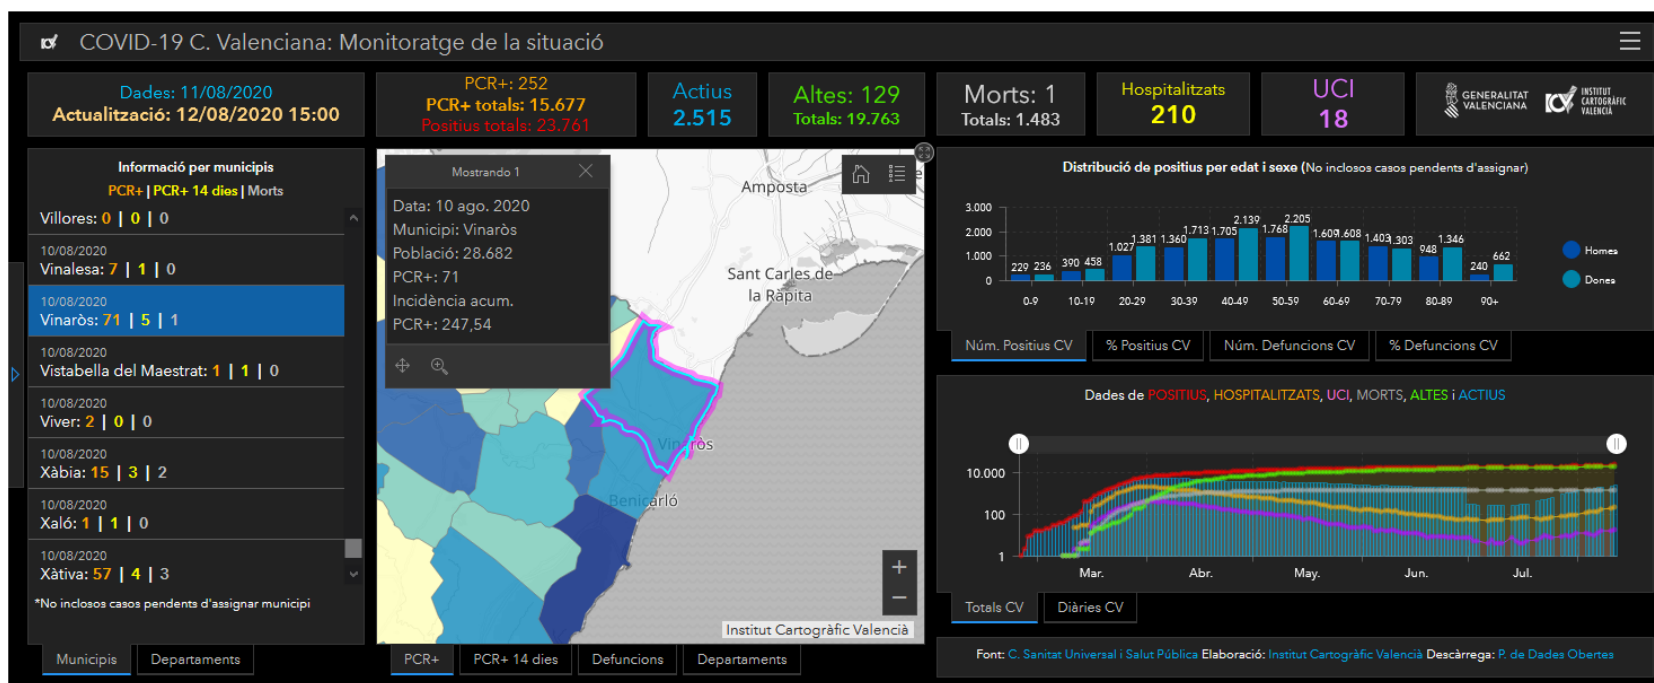 COVID-19 C. Valenciana: Monitoratge de la situació
Dades: 11/08/2020
Actualització: 12/08/2020 15:00
PCR+: 252
PCR+ totals: 15.677
Positius totals: 23.761
Actius
2.515
Altes: 129
Totals: 19.763
Morts: 1
Totals: 1.483
Hospitalitzats
210
UCI
18
GENERALITAT
VALENCIANA
INSTITUT
CARTOGRÀFIC
VALENCIÀ
Informació per municipis
PCR+ | PCR+ 14 dies | Morts
Villores: 0 | 0 | 0
10/08/2020
Vinalesa: 7 | 1 | 0
10/08/2020
Vinaròs: 71 | 5 | 1
10/08/2020
Vistabella del Maestrat: 1 | 1 | 0
10/08/2020
Viver: 2 | 0 | 0
10/08/2020
Xàbia: 15 | 3 | 2
10/08/2020
Xaló: 1 | 1 | 0
10/08/2020
Xàtiva: 57 | 4 | 3
*No inclosos casos pendents d'assignar municipi
Municipis
Departaments
Mostrando 1
Data: 10 ago. 2020
Municipi: Vinaròs
Població: 28.682
PCR+: 71
Incidència acum.
PCR+: 247,54
Amposta
Sant Carles de
la Ràpita
Vinaròs
Benicarló
+
−
Institut Cartogràfic Valencià
PCR+
PCR+ 14 dies
Defuncions
Departaments
Distribució de positius per edat i sexe (No inclosos casos pendents d'assignar)
3.000
2.000
1.000
0
229 236 390 458 1.027 1.381 1.360 1.713 1.705 2.139 1.768 2.205 1.609 1.608 1.403 1.303 948 1.346 240 662
0-9 10-19 20-29 30-39 40-49 50-59 60-69 70-79 80-89 90+
Homes
Dones
Núm. Positius CV
% Positius CV
Núm. Defuncions CV
% Defuncions CV
Dades de POSITIUS, HOSPITALITZATS, UCI, MORTS, ALTES i ACTIUS
10.000
100
1
Mar. Abr. May. Jun. Jul.
Totals CV
Diàries CV
Font: C. Sanitat Universal i Salut Pública Elaboració: Institut Cartogràfic Valencià Descàrrega: P. de Dades Obertes